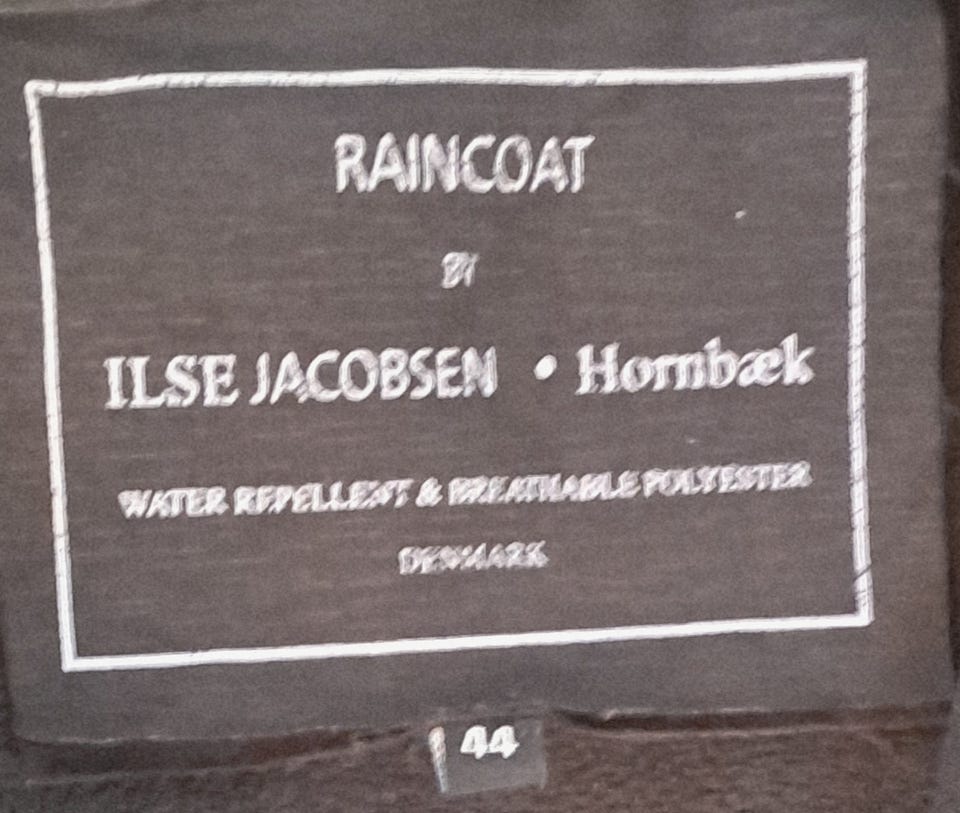 RAINCOAT
BY
ILSE JACOBSEN • Hornbæk
WATER REPELLENT & BREATHABLE POLYESTER
DENMARK
44